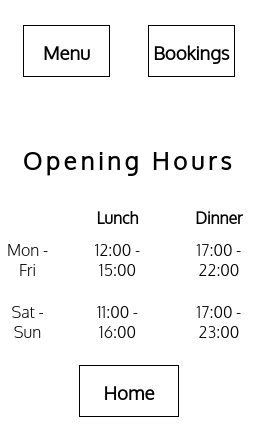 Menu Bookings
Opening Hours
Lunch Dinner
Mon - 12:00 - 17:00 -
Fri 15:00 22:00
Sat - 11:00 - 17:00 -
Sun 16:00 23:00
Home